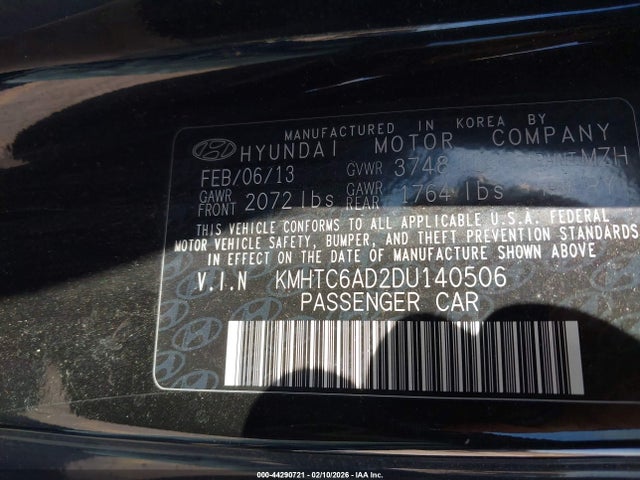 MANUFACTURED IN KOREA BY
HYUNDAI MOTOR COMPANY
FEB/06/13 GVWR 3748
GAWR FRONT 2072 lbs GAWR REAR 1764 lbs
THIS VEHICLE CONFORMS TO ALL APPLICABLE U.S.A. FEDERAL
MOTOR VEHICLE SAFETY, BUMPER, AND THEFT PREVENTION STANDARDS
IN EFFECT ON THE DATE OF MANUFACTURE SHOWN ABOVE
V.I.N KMHTC6AD2DU140506
PASSENGER CAR
000-44290721 - 02/10/2026 - IAA Inc.